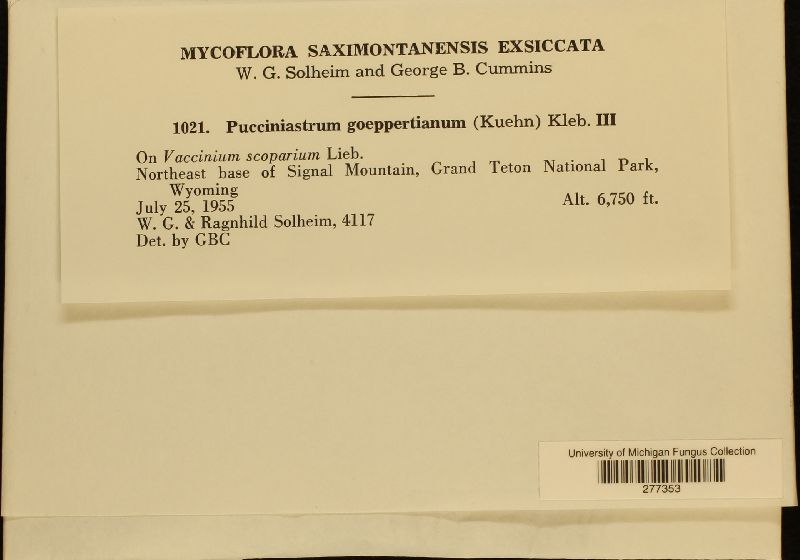 MYCOFLORA SAXIMONTANENSIS EXSICCATA
W. G. Solheim and George B. Cummins
1021. Pucciniastrum goeppertianum (Kuehn) Kleb. III
On Vaccinium scoparium Lieb.
Northeast base of Signal Mountain, Grand Teton National Park,
Wyoming
July 25, 1955 Alt. 6,750 ft.
W. G. & Ragnhild Solheim, 4117
Det. by GBC
University of Michigan Fungus Collection
277353